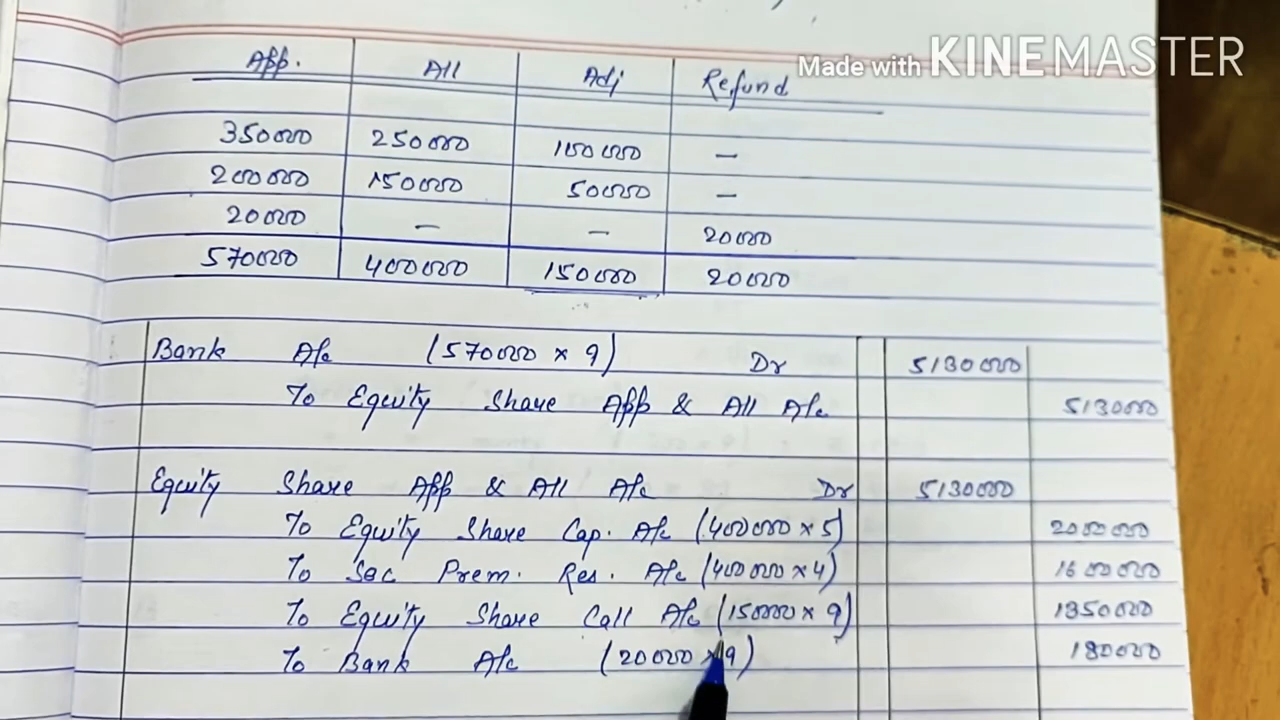 Made with KINEMASTER
App. All Adj Refund
350000 250000 100000 —
200000 150000 50000 —
20000 — — 20000
570000 400000 150000 20000
Bank A/c (570000 × 9) Dr 5130000
To Equity Share App & All A/c 5130000
Equity Share App & All A/c Dr 5130000
To Equity Share Cap. A/c (400000 × 5) 2000000
To Sec Prem. Res. A/c (400000 × 4) 1600000
To Equity Share Call A/c (150000 × 9) 1350000
To Bank A/c (20000 × 9) 180000